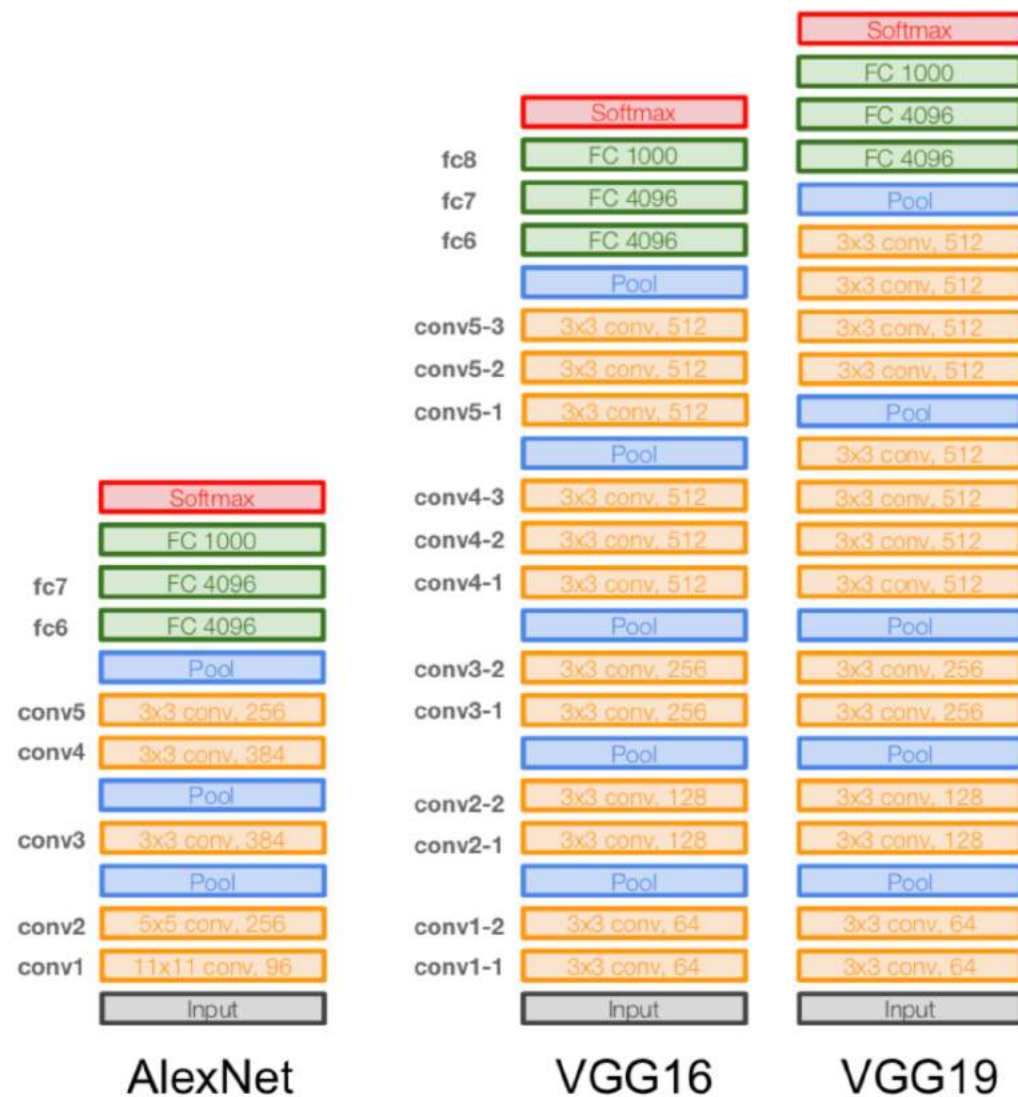 Softmax
FC 1000
FC 4096
FC 4096
Pool
3x3 conv, 512
3x3 conv, 512
3x3 conv, 512
3x3 conv, 512
Pool
3x3 conv, 512
3x3 conv, 512
3x3 conv, 512
3x3 conv, 512
Pool
3x3 conv, 256
3x3 conv, 256
Pool
3x3 conv, 128
3x3 conv, 128
Pool
3x3 conv, 64
3x3 conv, 64
Input
VGG19
Softmax
fc8 FC 1000
fc7 FC 4096
fc6 FC 4096
Pool
conv5-3 3x3 conv, 512
conv5-2 3x3 conv, 512
conv5-1 3x3 conv, 512
Pool
conv4-3 3x3 conv, 512
conv4-2 3x3 conv, 512
conv4-1 3x3 conv, 512
Pool
conv3-2 3x3 conv, 256
conv3-1 3x3 conv, 256
Pool
conv2-2 3x3 conv, 128
conv2-1 3x3 conv, 128
Pool
conv1-2 3x3 conv, 64
conv1-1 3x3 conv, 64
Input
VGG16
Softmax
FC 1000
fc7 FC 4096
fc6 FC 4096
Pool
conv5 3x3 conv, 256
conv4 3x3 conv, 384
Pool
conv3 3x3 conv, 384
Pool
conv2 5x5 conv, 256
conv1 11x11 conv, 96
Input
AlexNet